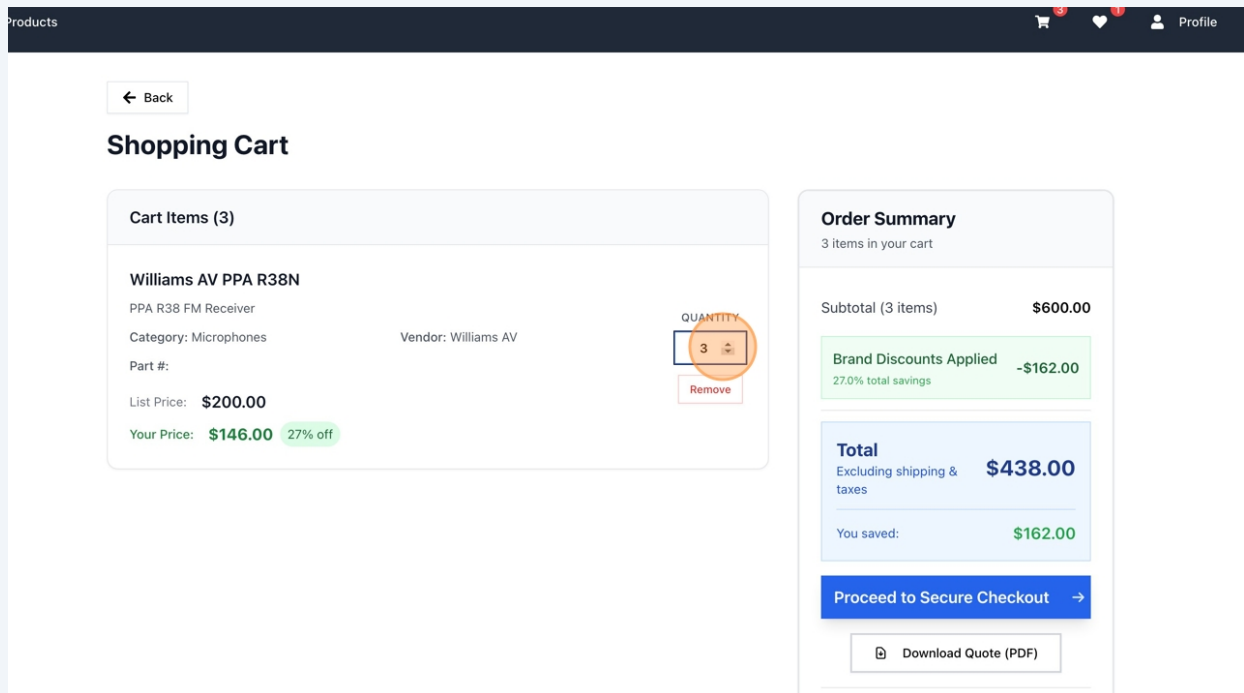 Products
3
1
Profile
Back
Shopping Cart
Cart Items (3)
Williams AV PPA R38N
PPA R38 FM Receiver
Category: Microphones
Vendor: Williams AV
Part #:
List Price: $200.00
Your Price: $146.00 27% off
QUANTITY
3
Remove
Order Summary
3 items in your cart
Subtotal (3 items) $600.00
Brand Discounts Applied
27.0% total savings
-$162.00
Total
Excluding shipping &
taxes
$438.00
You saved: $162.00
Proceed to Secure Checkout
Download Quote (PDF)